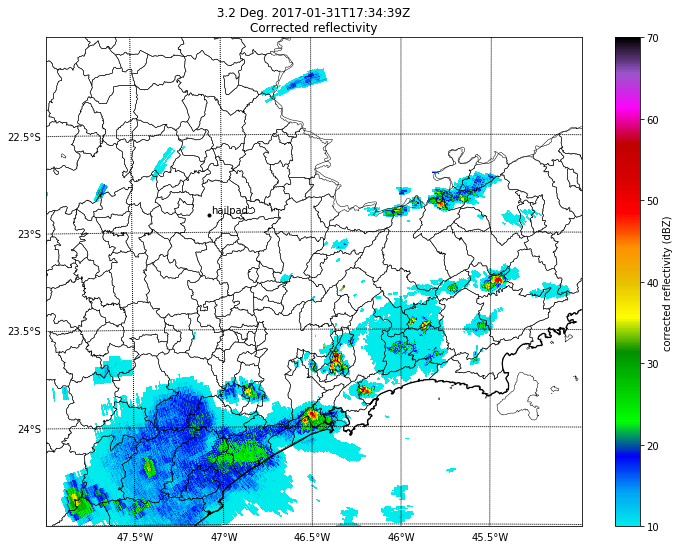 3.2 Deg. 2017-01-31T17:34:39Z
Corrected reflectivity
22.5°S
23°S
23.5°S
24°S
hailpad
47.5°W
47°W
46.5°W
46°W
45.5°W
70
60
50
40
30
20
10
corrected reflectivity (dBZ)